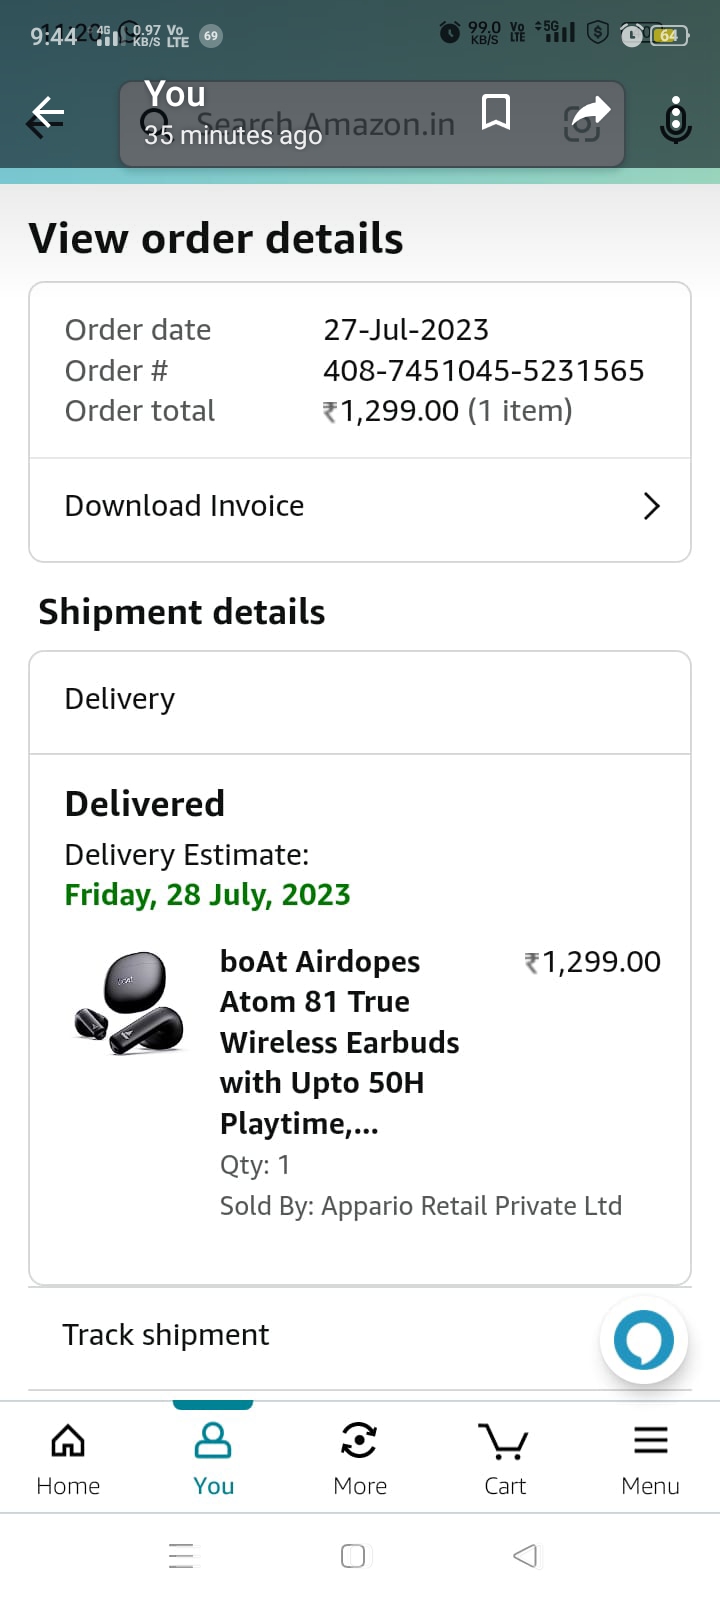 9:44 4G 0.97 KB/S Vo LTE 69
99.0 KB/S Vo LTE 5G 64
You
Search Amazon.in
35 minutes ago
View order details
Order date 27-Jul-2023
Order # 408-7451045-5231565
Order total ₹1,299.00 (1 item)
Download Invoice
Shipment details
Delivery
Delivered
Delivery Estimate:
Friday, 28 July, 2023
boAt Airdopes ₹1,299.00
Atom 81 True
Wireless Earbuds
with Upto 50H
Playtime,...
Qty: 1
Sold By: Appario Retail Private Ltd
Track shipment
Home You More Cart Menu